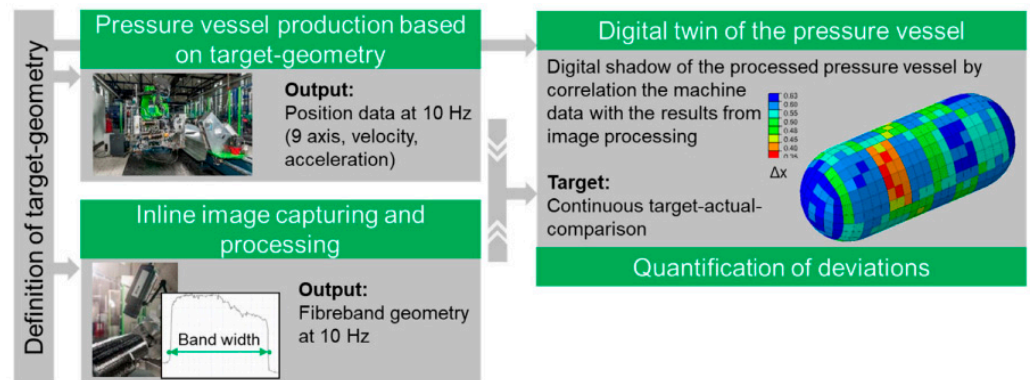 Definition of target-geometry
Pressure vessel production based
on target-geometry
Output:
Position data at 10 Hz
(9 axis, velocity,
acceleration)
Inline image capturing and
processing
Band width
Output:
Fibreband geometry
at 10 Hz
Digital twin of the pressure vessel
Digital shadow of the processed pressure vessel by
correlation the machine
data with the results from
image processing
0.63
0.60
0.50
0.48
0.45
0.40
Δx
Target:
Continuous target-actual-
comparison
Quantification of deviations